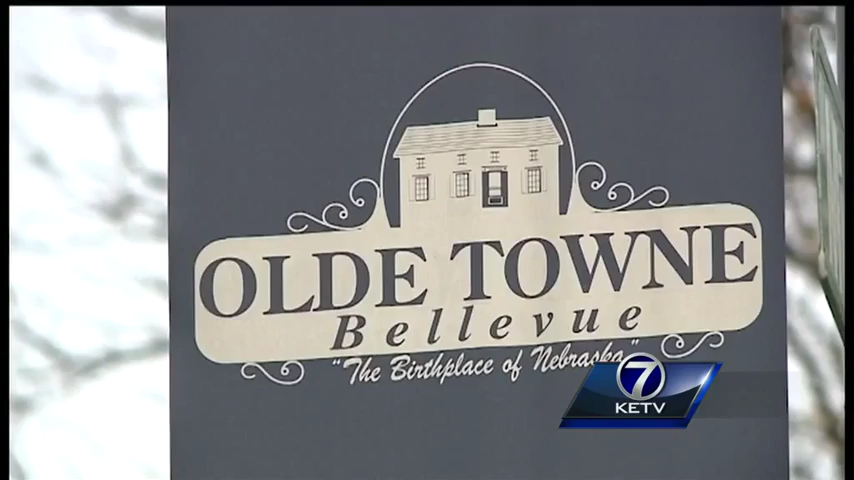 OLDE TOWNE
Bellevue
"The Birthplace of Nebraska"
7
KETV